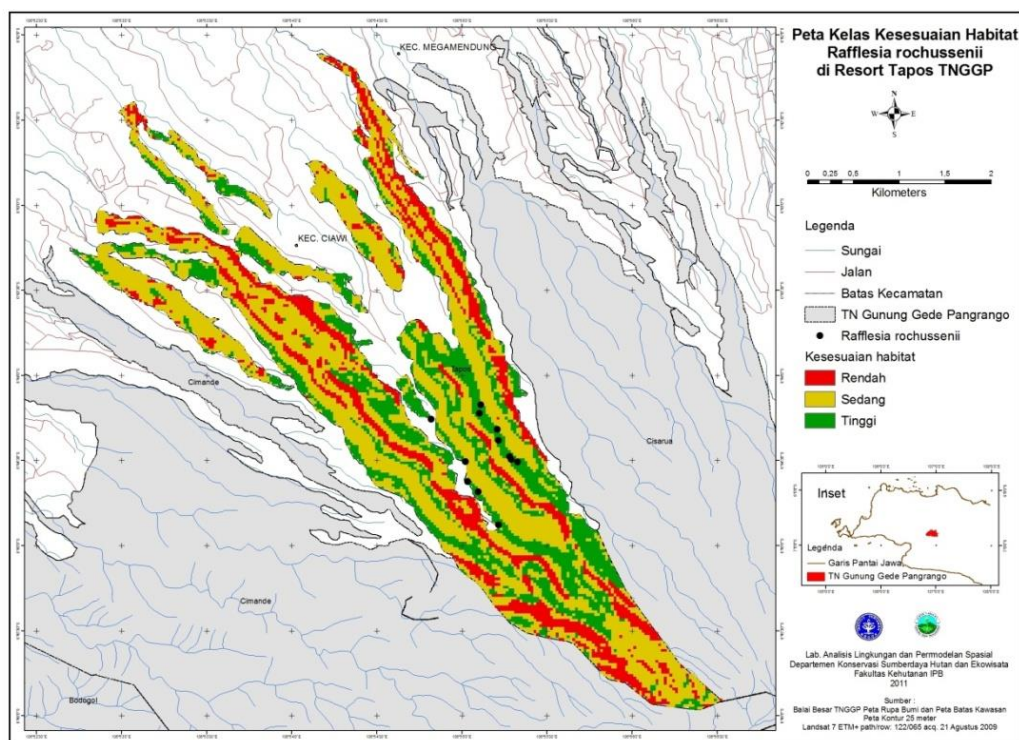 Peta Kelas Kesesuaian Habitat
Rafflesia rochussenii
di Resort Tapos TNGGP
N
W E
S
0 0,25 0,5 1 1,5 2
Kilometers
Legenda
Sungai
Jalan
Batas Kecamatan
TN Gunung Gede Pangrango
Rafflesia rochussenii
Kesesuaian habitat
Rendah
Sedang
Tinggi
Inset
Legenda
Garis Pantai Jawa
TN Gunung Gede Pangrango
Lab. Analisis Lingkungan dan Permodelan Spasial
Departemen Konservasi Sumberdaya Hutan dan Ekowisata
Fakultas Kehutanan IPB
2011
Sumber :
Balai Besar TNGGP Peta Rupa Bumi dan Peta Batas Kawasan
Peta Kontur 25 meter
Landsat 7 ETM+ path/row: 122/065 acq. 21 Agustus 2009
KEC. MEGAMENDUNG
KEC. CIAWI
Tapos
Cimande
Cisarua
Cimande
Bodogol